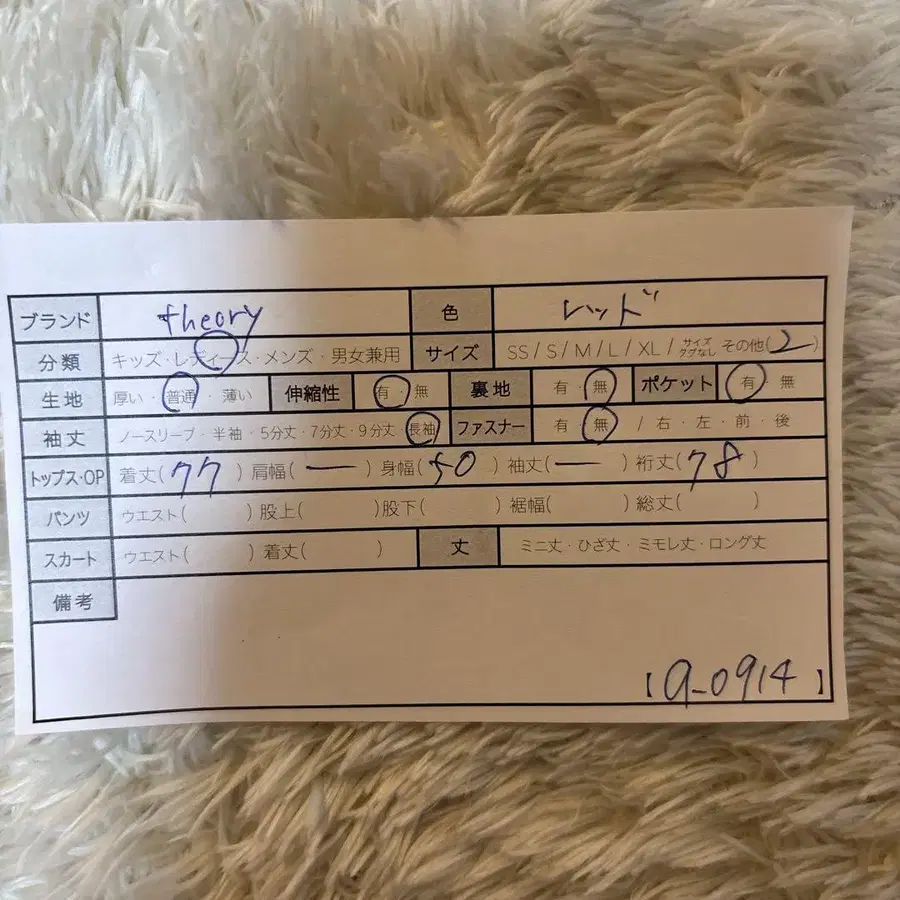 ブランド theory 色 レッド
分類 キッズ・レディース・メンズ・男女兼用 サイズ SS / S / M / L / XL / サイズタグなし その他(2)
生地 厚い・普通・薄い 伸縮性 有・無 裏地 有・無 ポケット 有・無
袖丈 ノースリーブ・半袖・5分丈・7分丈・9分丈・長袖 ファスナー 有・無 / 右・左・前・後
トップス・OP 着丈(77) 肩幅(ー) 身幅(50) 袖丈(ー) 裄丈(78)
パンツ ウエスト( ) 股上( ) 股下( ) 裾幅( ) 総丈( )
スカート ウエスト( ) 着丈( ) 丈 ミニ丈・ひざ丈・ミモレ丈・ロング丈
備考
【a-0914】